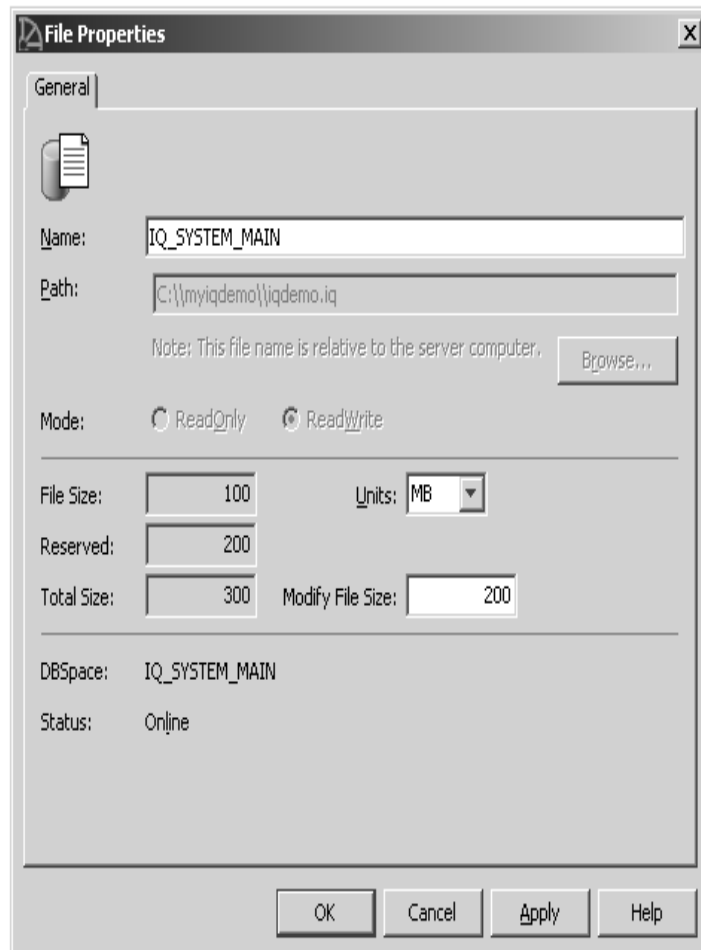 File Properties
General
Name: IQ_SYSTEM_MAIN
Path: C:\\myiqdemo\\iqdemo.iq
Note: This file name is relative to the server computer. Browse...
Mode: ReadOnly ReadWrite
File Size: 100 Units: MB
Reserved: 200
Total Size: 300 Modify File Size: 200
DBSpace: IQ_SYSTEM_MAIN
Status: Online
OK Cancel Apply Help